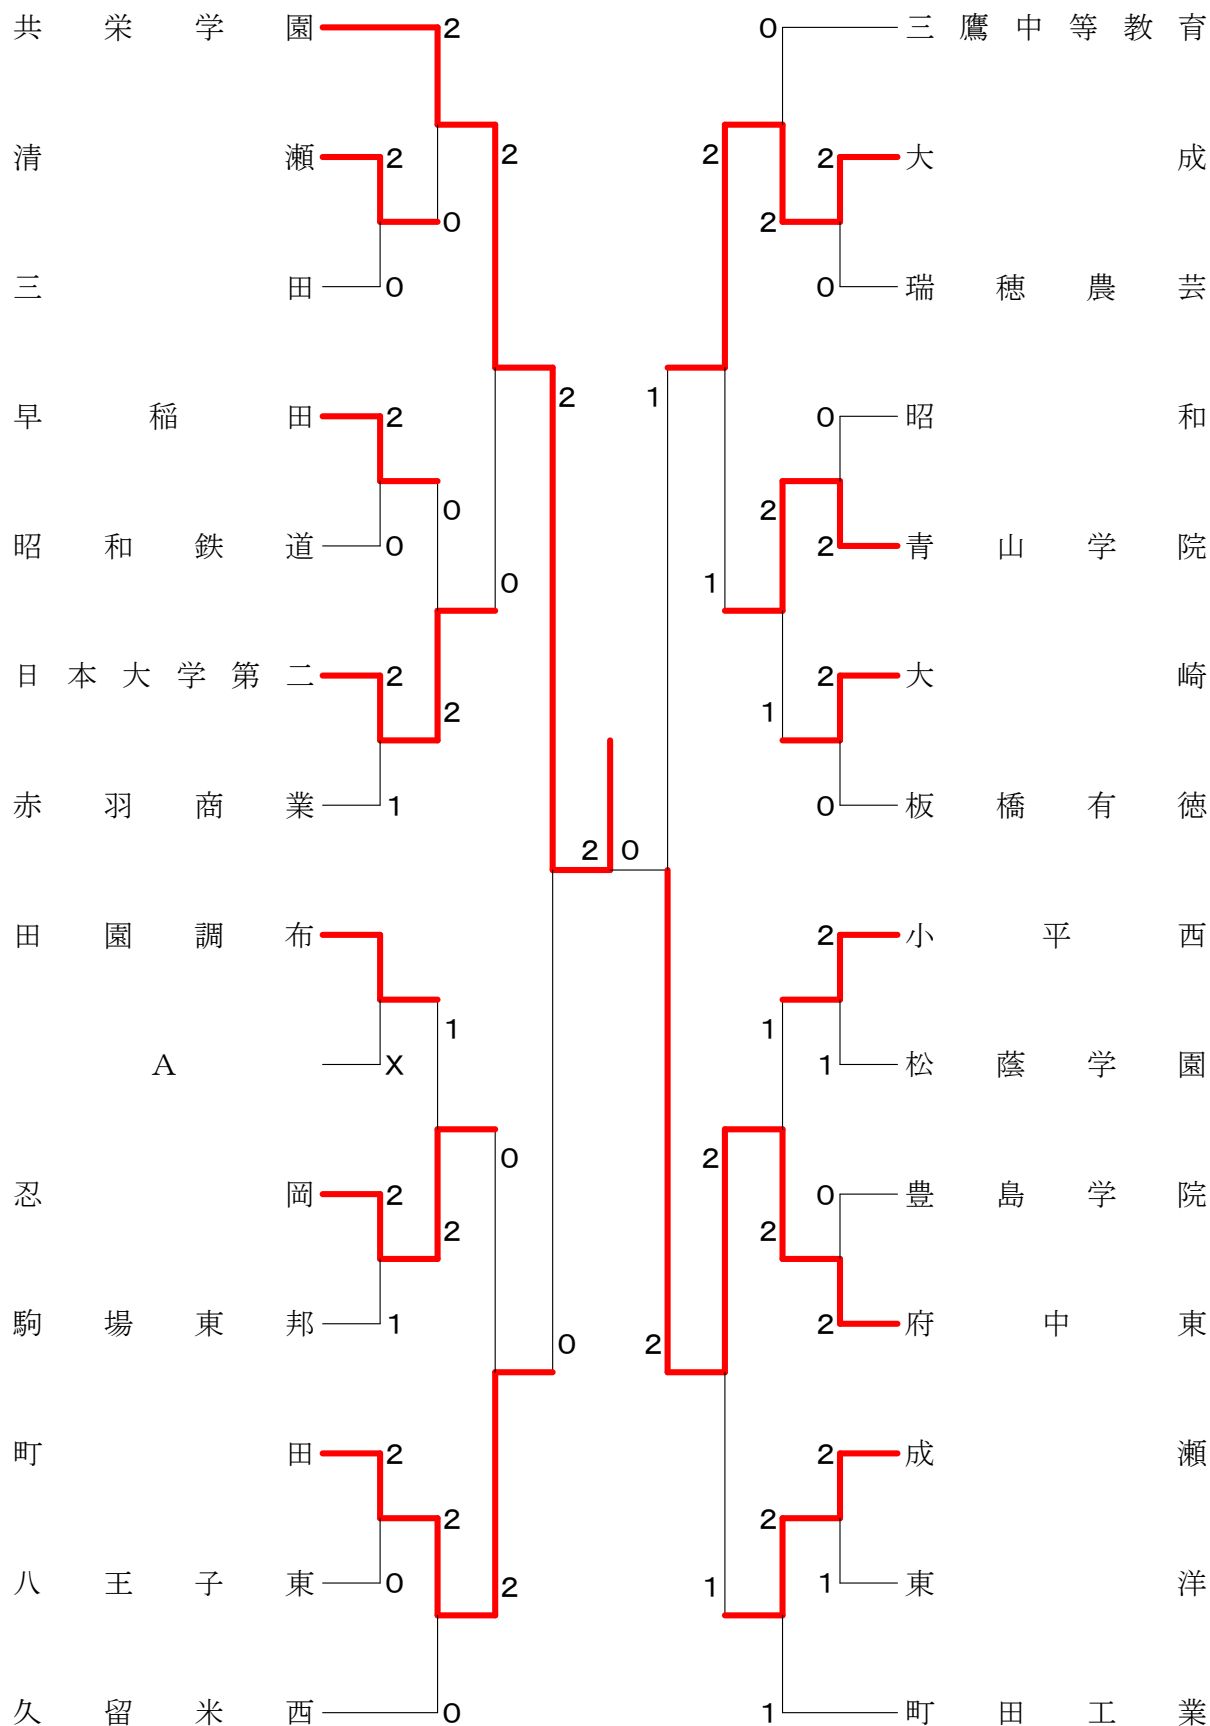 共栄学園 2 0 三鷹中等教育
2 2
清瀬 2 2 大成
0 2
三田 0 0 瑞穂農芸
2 1
早稲田 2 0 昭和
0 2
昭和鉄道 0 2 青山学院
0 1
日本大学第二 2 2 大崎
2 1
赤羽商業 1 0 板橋有徳
2 0
田園調布 2 小平西
1 1
A X 1 松蔭学園
0 2
忍岡 2 0 豊島学院
2 2
駒場東邦 1 2 府中東
0 2
町田 2 2 成瀬
2 2
八王子東 0 2 1 1 東洋
久留米西 0 1 町田工業